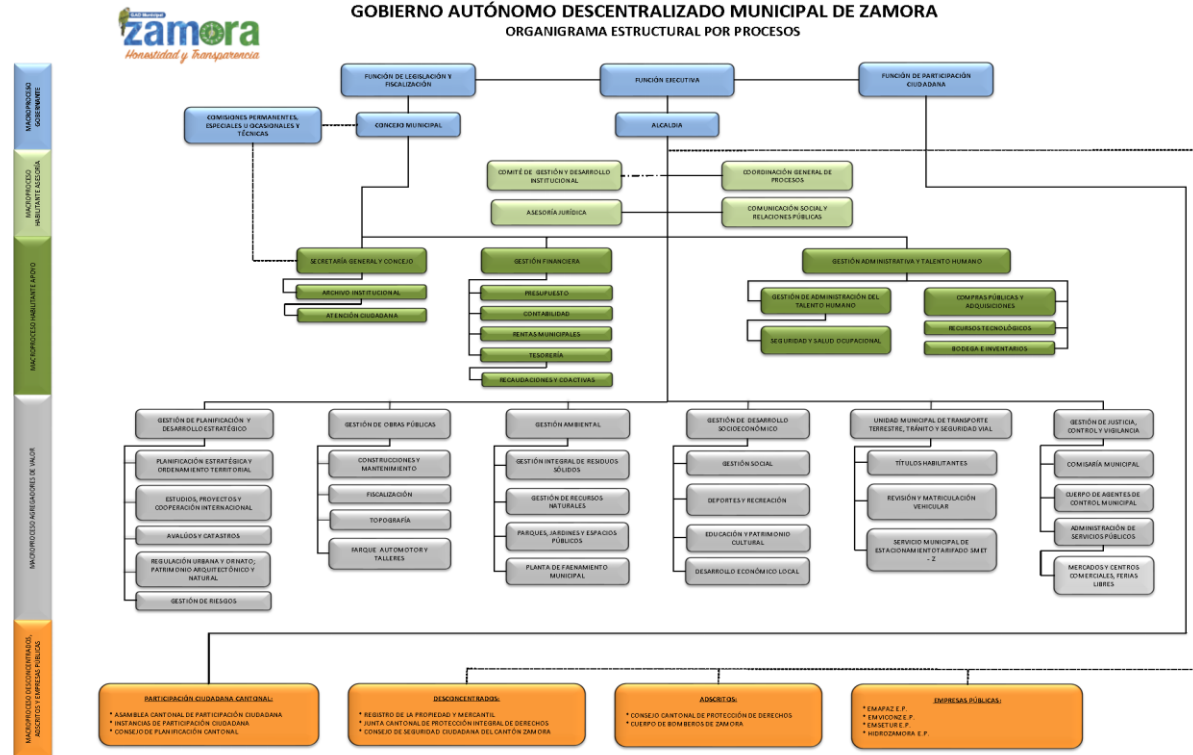 GAD Municipal
zamora
Honestidad y Transparencia
GOBIERNO AUTÓNOMO DESCENTRALIZADO MUNICIPAL DE ZAMORA
ORGANIGRAMA ESTRUCTURAL POR PROCESOS
MACROPROCESO
GOBERNANTE
FUNCIÓN DE LEGISLACIÓN Y
FISCALIZACIÓN
FUNCIÓN EJECUTIVA
FUNCIÓN DE PARTICIPACIÓN
CIUDADANA
COMISIONES PERMANENTES,
ESPECIALES U OCASIONALES Y
TÉCNICAS
CONCEJO MUNICIPAL
ALCALDIA
MACROPROCESO
HABILITANTE ASESORÍA
COMITÉ DE GESTIÓN Y DESARROLLO
INSTITUCIONAL
COORDINACIÓN GENERAL DE
PROCESOS
ASESORÍA JURÍDICA
COMUNICACIÓN SOCIAL Y
RELACIONES PÚBLICAS
MACROPROCESO HABILITANTE APOYO
SECRETARÍA GENERAL Y CONCEJO
ARCHIVO INSTITUCIONAL
ATENCIÓN CIUDADANA
GESTIÓN FINANCIERA
PRESUPUESTO
CONTABILIDAD
RENTAS MUNICIPALES
TESORERÍA
RECAUDACIONES Y COACTIVAS
GESTIÓN ADMINISTRATIVA Y TALENTO HUMANO
GESTIÓN DE ADMINISTRACIÓN DEL
TALENTO HUMANO
SEGURIDAD Y SALUD OCUPACIONAL
COMPRAS PÚBLICAS Y
ADQUISICIONES
RECURSOS TECNOLÓGICOS
BODEGA E INVENTARIOS
MACROPROCESO AGREGADORES DE VALOR
GESTIÓN DE PLANIFICACIÓN Y
DESARROLLO ESTRATÉGICO
PLANIFICACIÓN ESTRATÉGICA Y
ORDENAMIENTO TERRITORIAL
ESTUDIOS, PROYECTOS Y
COOPERACIÓN INTERNACIONAL
AVALÚOS Y CATASTROS
REGULACIÓN URBANA Y ORNATO;
PATRIMONIO ARQUITECTÓNICO Y
NATURAL
GESTIÓN DE RIESGOS
GESTIÓN DE OBRAS PÚBLICAS
CONSTRUCCIONES Y
MANTENIMIENTO
FISCALIZACIÓN
TOPOGRAFÍA
PARQUE AUTOMOTOR Y
TALLERES
GESTIÓN AMBIENTAL
GESTIÓN INTEGRAL DE RESIDUOS
SÓLIDOS
GESTIÓN DE RECURSOS
NATURALES
PARQUES, JARDINES Y ESPACIOS
PÚBLICOS
PLANTA DE FAENAMIENTO
MUNICIPAL
GESTIÓN DE DESARROLLO
SOCIOECONÓMICO
GESTIÓN SOCIAL
DEPORTES Y RECREACIÓN
EDUCACIÓN Y PATRIMONIO
CULTURAL
DESARROLLO ECONÓMICO LOCAL
UNIDAD MUNICIPAL DE TRANSPORTE
TERRESTRE, TRÁNSITO Y SEGURIDAD VIAL
TÍTULOS HABILITANTES
REVISIÓN Y MATRICULACIÓN
VEHICULAR
SERVICIO MUNICIPAL DE
ESTACIONAMIENTO TARIFADO SMET
- Z
GESTIÓN DE JUSTICIA,
CONTROL Y VIGILANCIA
COMISARÍA MUNICIPAL
CUERPO DE AGENTES DE
CONTROL MUNICIPAL
ADMINISTRACIÓN DE
SERVICIOS PÚBLICOS
MERCADOS Y CENTROS
COMERCIALES, FERIAS
LIBRES
MACROPROCESO DESCONCENTRADOS,
ADSCRITOS Y EMPRESAS PÚBLICAS
PARTICIPACIÓN CIUDADANA CANTONAL:
* ASAMBLEA CANTONAL DE PARTICIPACIÓN CIUDADANA
* INSTANCIAS DE PARTICIPACIÓN CIUDADANA
* CONSEJO DE PLANIFICACIÓN CANTONAL
DESCONCENTRADOS:
* REGISTRO DE LA PROPIEDAD Y MERCANTIL
* JUNTA CANTONAL DE PROTECCIÓN INTEGRAL DE DERECHOS
* CONSEJO DE SEGURIDAD CIUDADANA DEL CANTÓN ZAMORA
ADSCRITOS:
* CONSEJO CANTONAL DE PROTECCIÓN DE DERECHOS
* CUERPO DE BOMBEROS DE ZAMORA
EMPRESAS PÚBLICAS:
* EMAPAZ E.P.
* EMVICONZ E.P.
* EMSETUR E.P.
* HIDROZAMORA E.P.